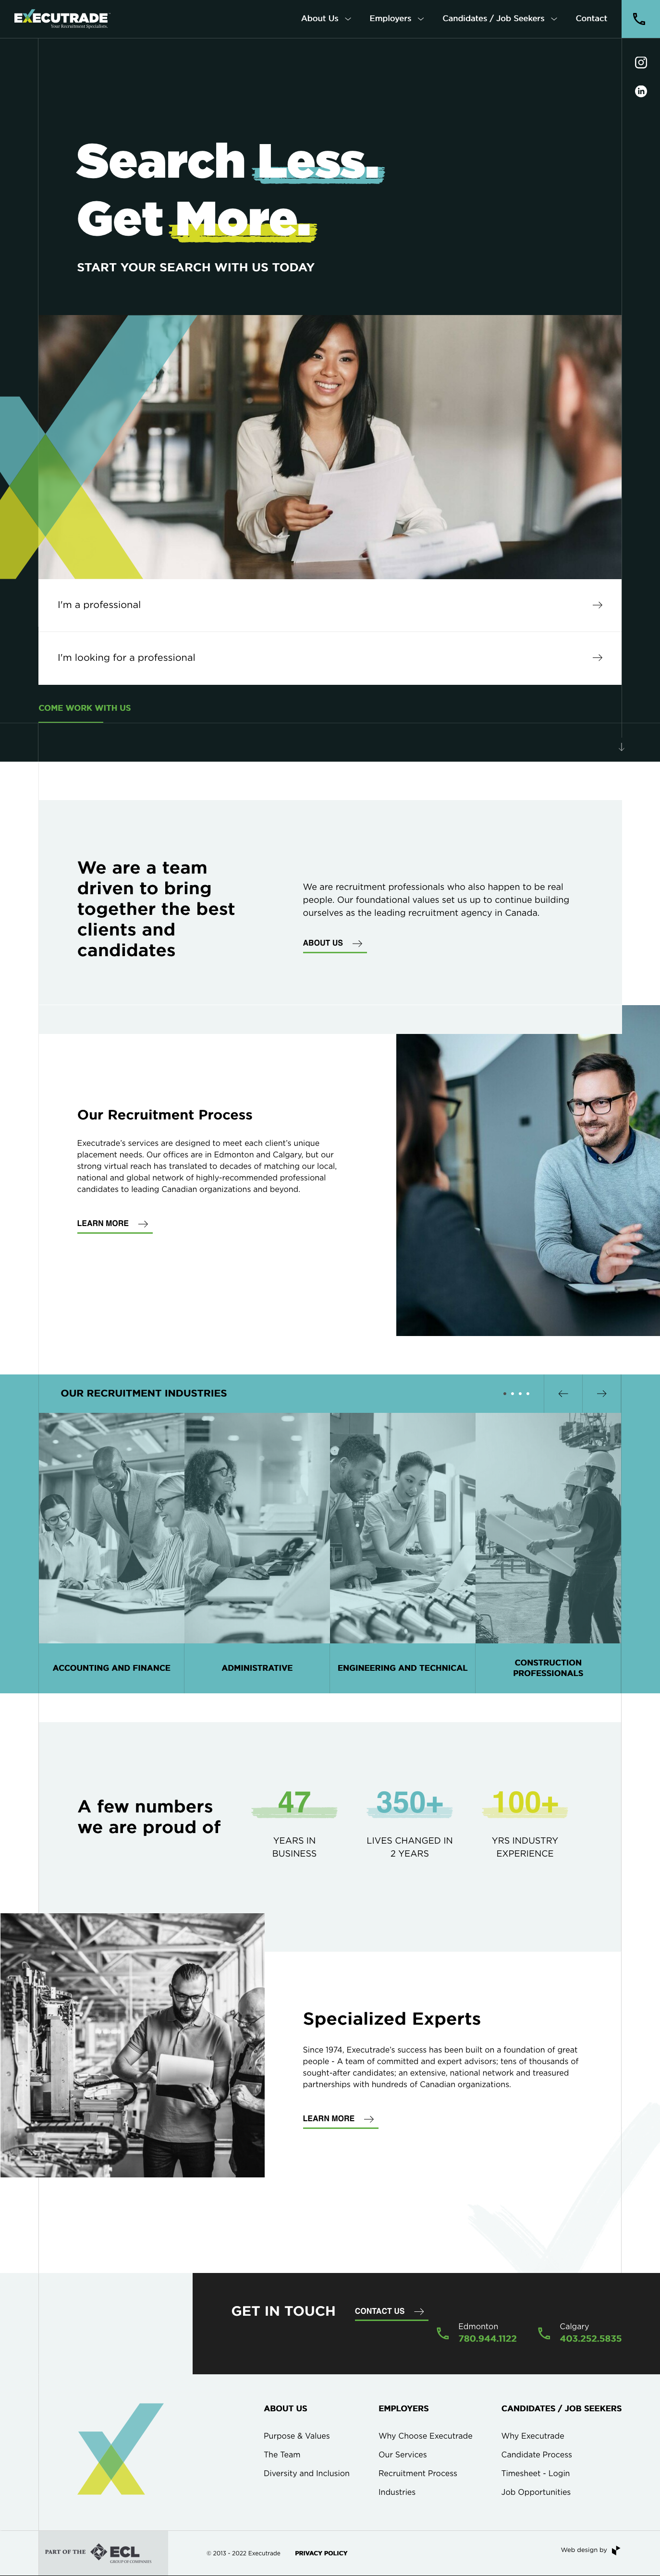 EXECUTRADE
Your Recruitment Specialists.
About Us
Employers
Candidates / Job Seekers
Contact
Search Less.
Get More.
START YOUR SEARCH WITH US TODAY
I'm a professional
I'm looking for a professional
COME WORK WITH US
We are a team
driven to bring
together the best
clients and
candidates
We are recruitment professionals who also happen to be real
people. Our foundational values set us up to continue building
ourselves as the leading recruitment agency in Canada.
ABOUT US
Our Recruitment Process
Executrade's services are designed to meet each client's unique
placement needs. Our offices are in Edmonton and Calgary, but our
strong virtual reach has translated to decades of matching our local,
national and global network of highly-recommended professional
candidates to leading Canadian organizations and beyond.
LEARN MORE
OUR RECRUITMENT INDUSTRIES
ACCOUNTING AND FINANCE
ADMINISTRATIVE
ENGINEERING AND TECHNICAL
CONSTRUCTION
PROFESSIONALS
A few numbers
we are proud of
47
YEARS IN
BUSINESS
350+
LIVES CHANGED IN
2 YEARS
100+
YRS INDUSTRY
EXPERIENCE
Specialized Experts
Since 1974, Executrade's success has been built on a foundation of great
people - A team of committed and expert advisors; tens of thousands of
sought-after candidates; an extensive, national network and treasured
partnerships with hundreds of Canadian organizations.
LEARN MORE
GET IN TOUCH
CONTACT US
Edmonton
780.944.1122
Calgary
403.252.5835
ABOUT US
Purpose & Values
The Team
Diversity and Inclusion
EMPLOYERS
Why Choose Executrade
Our Services
Recruitment Process
Industries
CANDIDATES / JOB SEEKERS
Why Executrade
Candidate Process
Timesheet - Login
Job Opportunities
PART OF THE
ECL
GROUP OF COMPANIES
© 2013 - 2022 Executrade
PRIVACY POLICY
Web design by